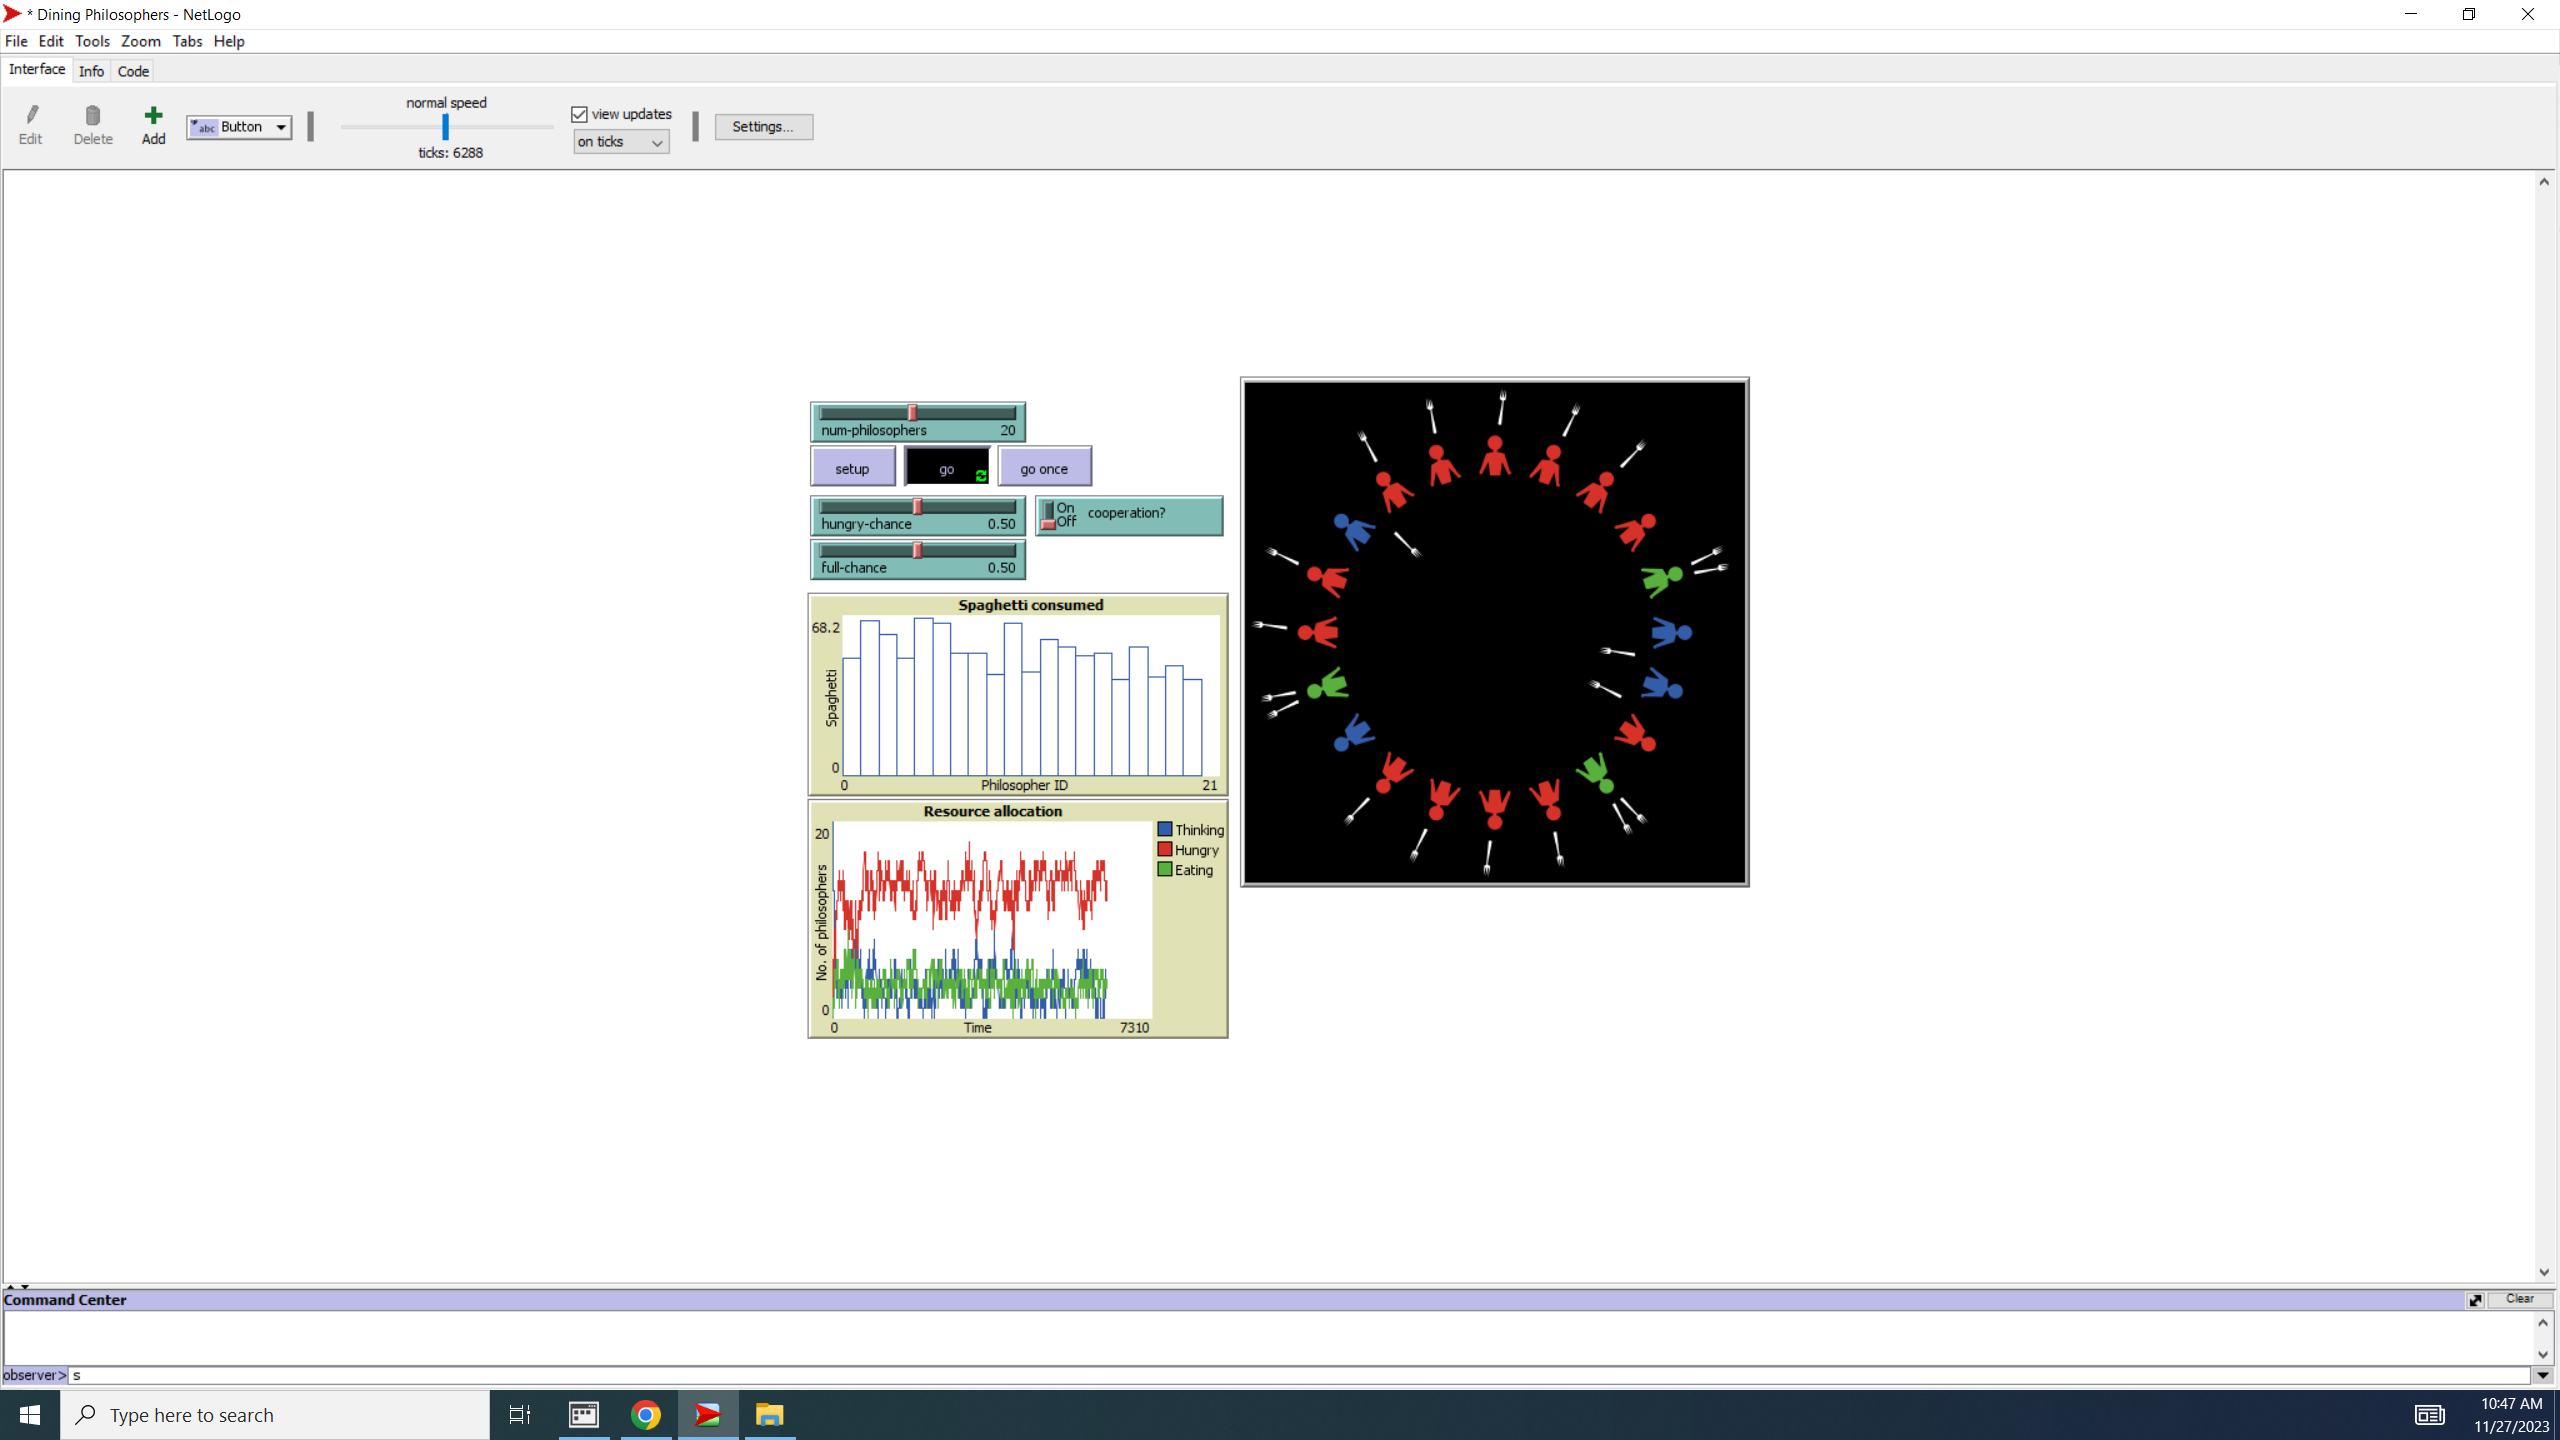 * Dining Philosophers - NetLogo
File Edit Tools Zoom Tabs Help
Interface Info Code
normal speed
view updates
abc Button
Settings...
Edit Delete Add
on ticks
ticks: 6288
num-philosophers 20
setup go go once
hungry-chance 0.50
On
Off
cooperation?
full-chance 0.50
Spaghetti consumed
68.2
Spaghetti
0
0 Philosopher ID 21
Resource allocation
20
No. of philosophers
0
0 Time 7310
Thinking
Hungry
Eating
Command Center
Clear
observer> s
Type here to search
10:47 AM
11/27/2023